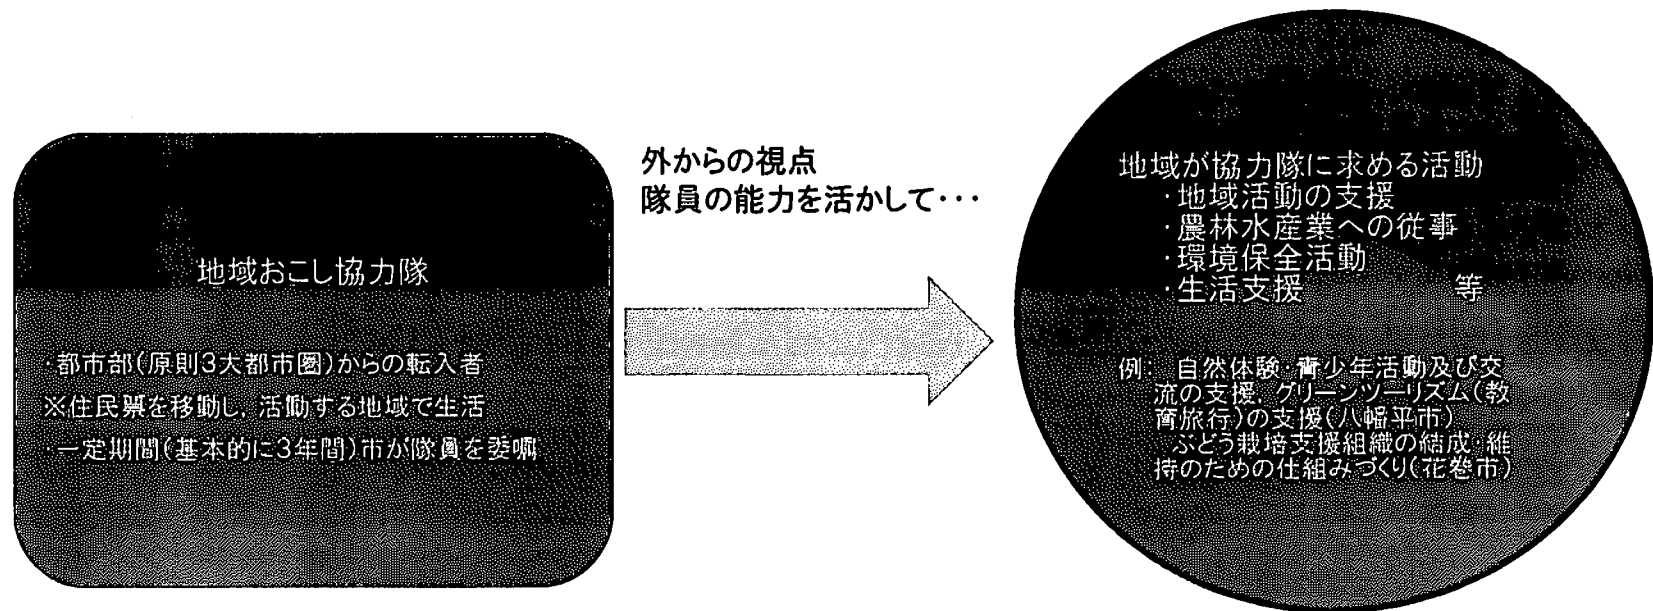 地域おこし協力隊
・都市部(原則3大都市圏)からの転入者
※住民票を移動し、活動する地域で生活
・一定期間(基本的に3年間)市が隊員を委嘱
外からの視点
隊員の能力を活かして・・・
地域が協力隊に求める活動
・地域活動の支援
・農林水産業への従事
・環境保全活動
・生活支援　　　　　等
例：　自然体験・青少年活動及び交
流の支援、グリーンツーリズム(教
育旅行)の支援(八幡平市)
ぶどう栽培支援組織の結成・維
持のための仕組みづくり(花巻市)